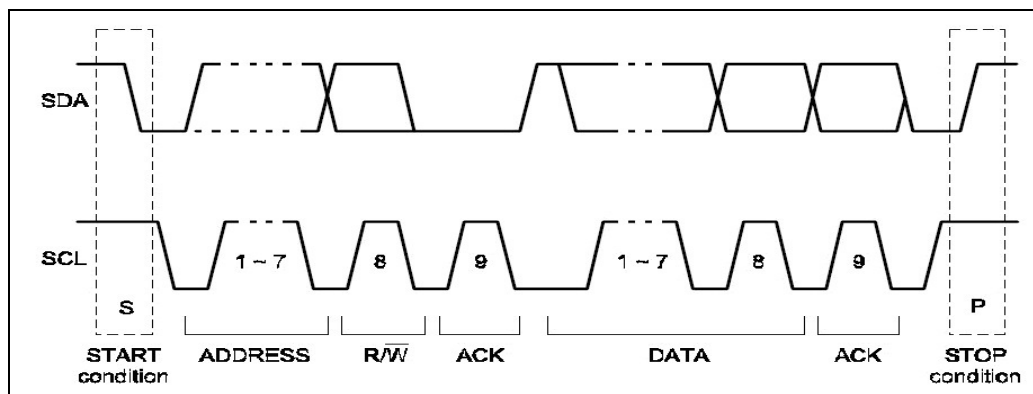 SDA
SCL
1 ~ 7
8
9
1 ~ 7
8
9
S
P
START
condition
ADDRESS
R/W̅
ACK
DATA
ACK
STOP
condition